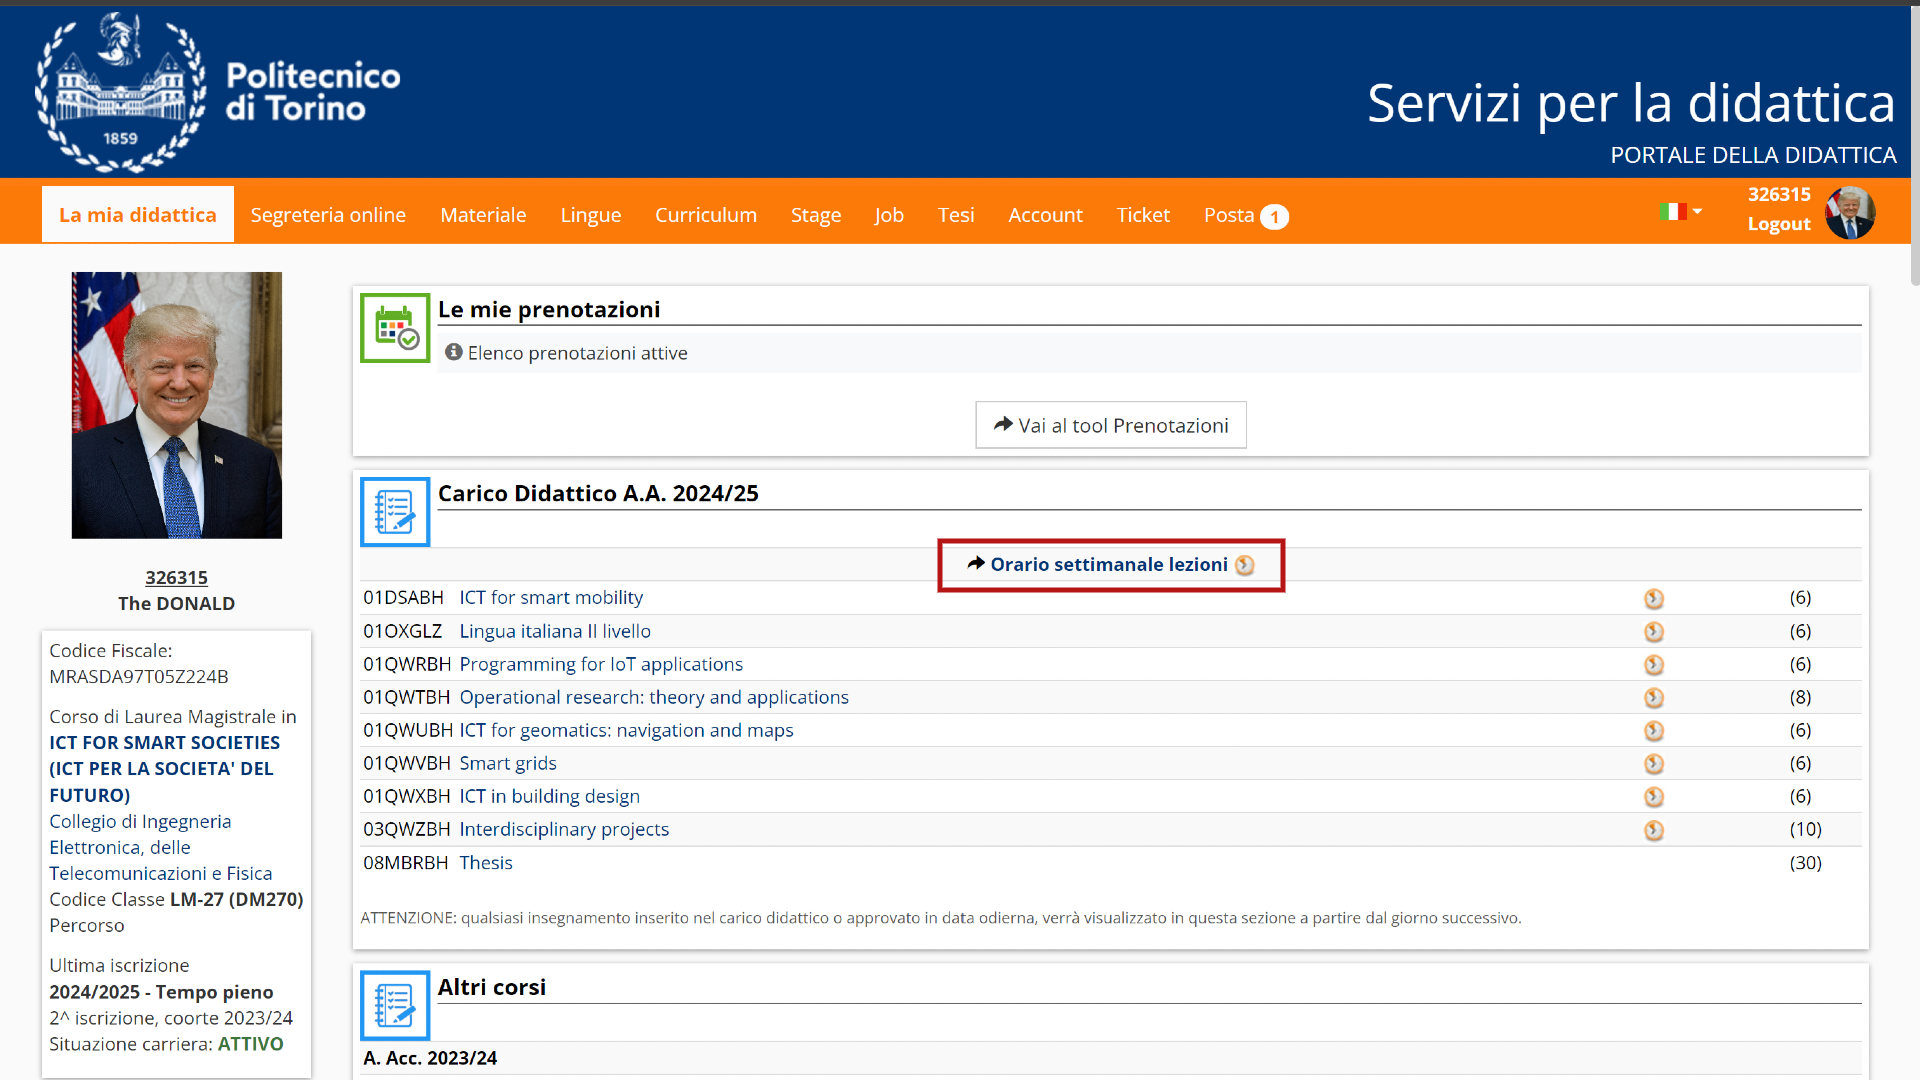 Politecnico
di Torino
1859
Servizi per la didattica
PORTALE DELLA DIDATTICA
La mia didattica
Segreteria online
Materiale
Lingue
Curriculum
Stage
Job
Tesi
Account
Ticket
Posta 1
326315
Logout
326315
The DONALD
Codice Fiscale:
MRASDA97T05Z224B
Corso di Laurea Magistrale in
ICT FOR SMART SOCIETIES
(ICT PER LA SOCIETA' DEL
FUTURO)
Collegio di Ingegneria
Elettronica, delle
Telecomunicazioni e Fisica
Codice Classe LM-27 (DM270)
Percorso
Ultima iscrizione
2024/2025 - Tempo pieno
2^ iscrizione, coorte 2023/24
Situazione carriera: ATTIVO
Le mie prenotazioni
Elenco prenotazioni attive
Vai al tool Prenotazioni
Carico Didattico A.A. 2024/25
Orario settimanale lezioni
01DSABH ICT for smart mobility (6)
01OXGLZ Lingua italiana II livello (6)
01QWRBH Programming for IoT applications (6)
01QWTBH Operational research: theory and applications (8)
01QWUBH ICT for geomatics: navigation and maps (6)
01QWVBH Smart grids (6)
01QWXBH ICT in building design (6)
03QWZBH Interdisciplinary projects (10)
08MBRBH Thesis (30)
ATTENZIONE: qualsiasi insegnamento inserito nel carico didattico o approvato in data odierna, verrà visualizzato in questa sezione a partire dal giorno successivo.
Altri corsi
A. Acc. 2023/24